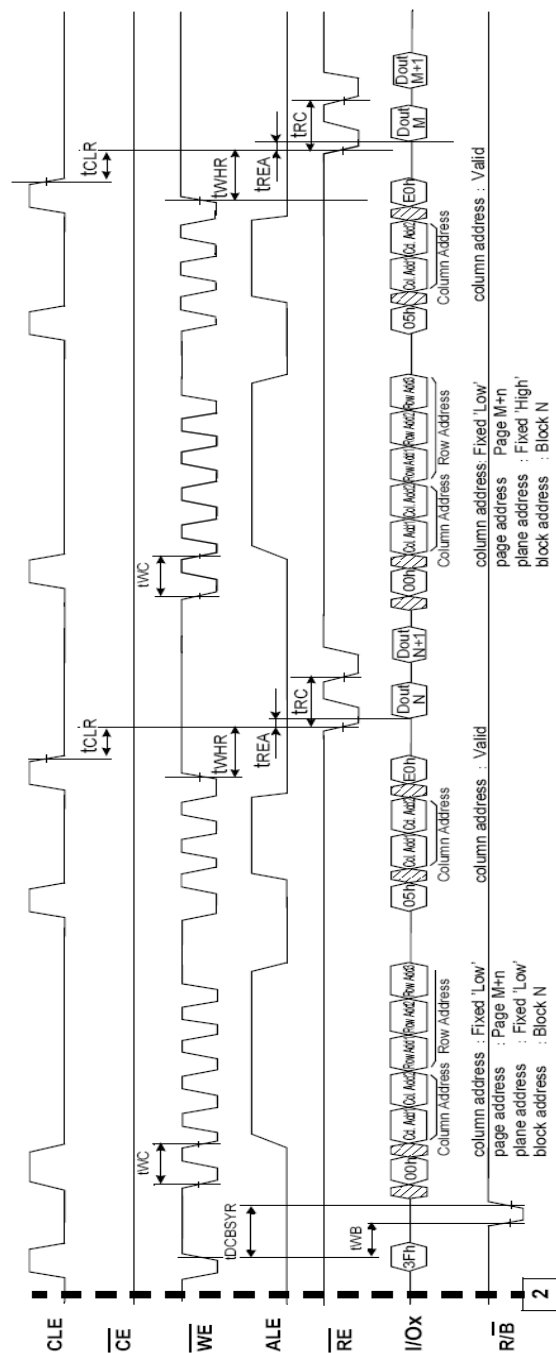 CLE
CE
WE
ALE
RE
I/Ox
R/B
2
tWC
tCLR
tWC
tCLR
tDCBSYR
tWHR
tWHR
tREA
tREA
tRC
tRC
tWB
3Fh
00h
Col. Add1
Col. Add2
Row Add1
Row Add2
Row Add3
05h
Col. Add1
Col. Add2
E0h
Dout
N
Dout
N+1
00h
Col. Add1
Col. Add2
Row Add1
Row Add2
Row Add3
05h
Col. Add1
Col. Add2
E0h
Dout
M
Dout
M+1
Column Address
Row Address
Column Address
Column Address
Row Address
Column Address
column address : Fixed 'Low'
page address : Page M+n
plane address : Fixed 'Low'
block address : Block N
column address : Valid
column address: Fixed 'Low'
page address : Page M+n
plane address : Fixed 'High'
block address : Block N
column address : Valid